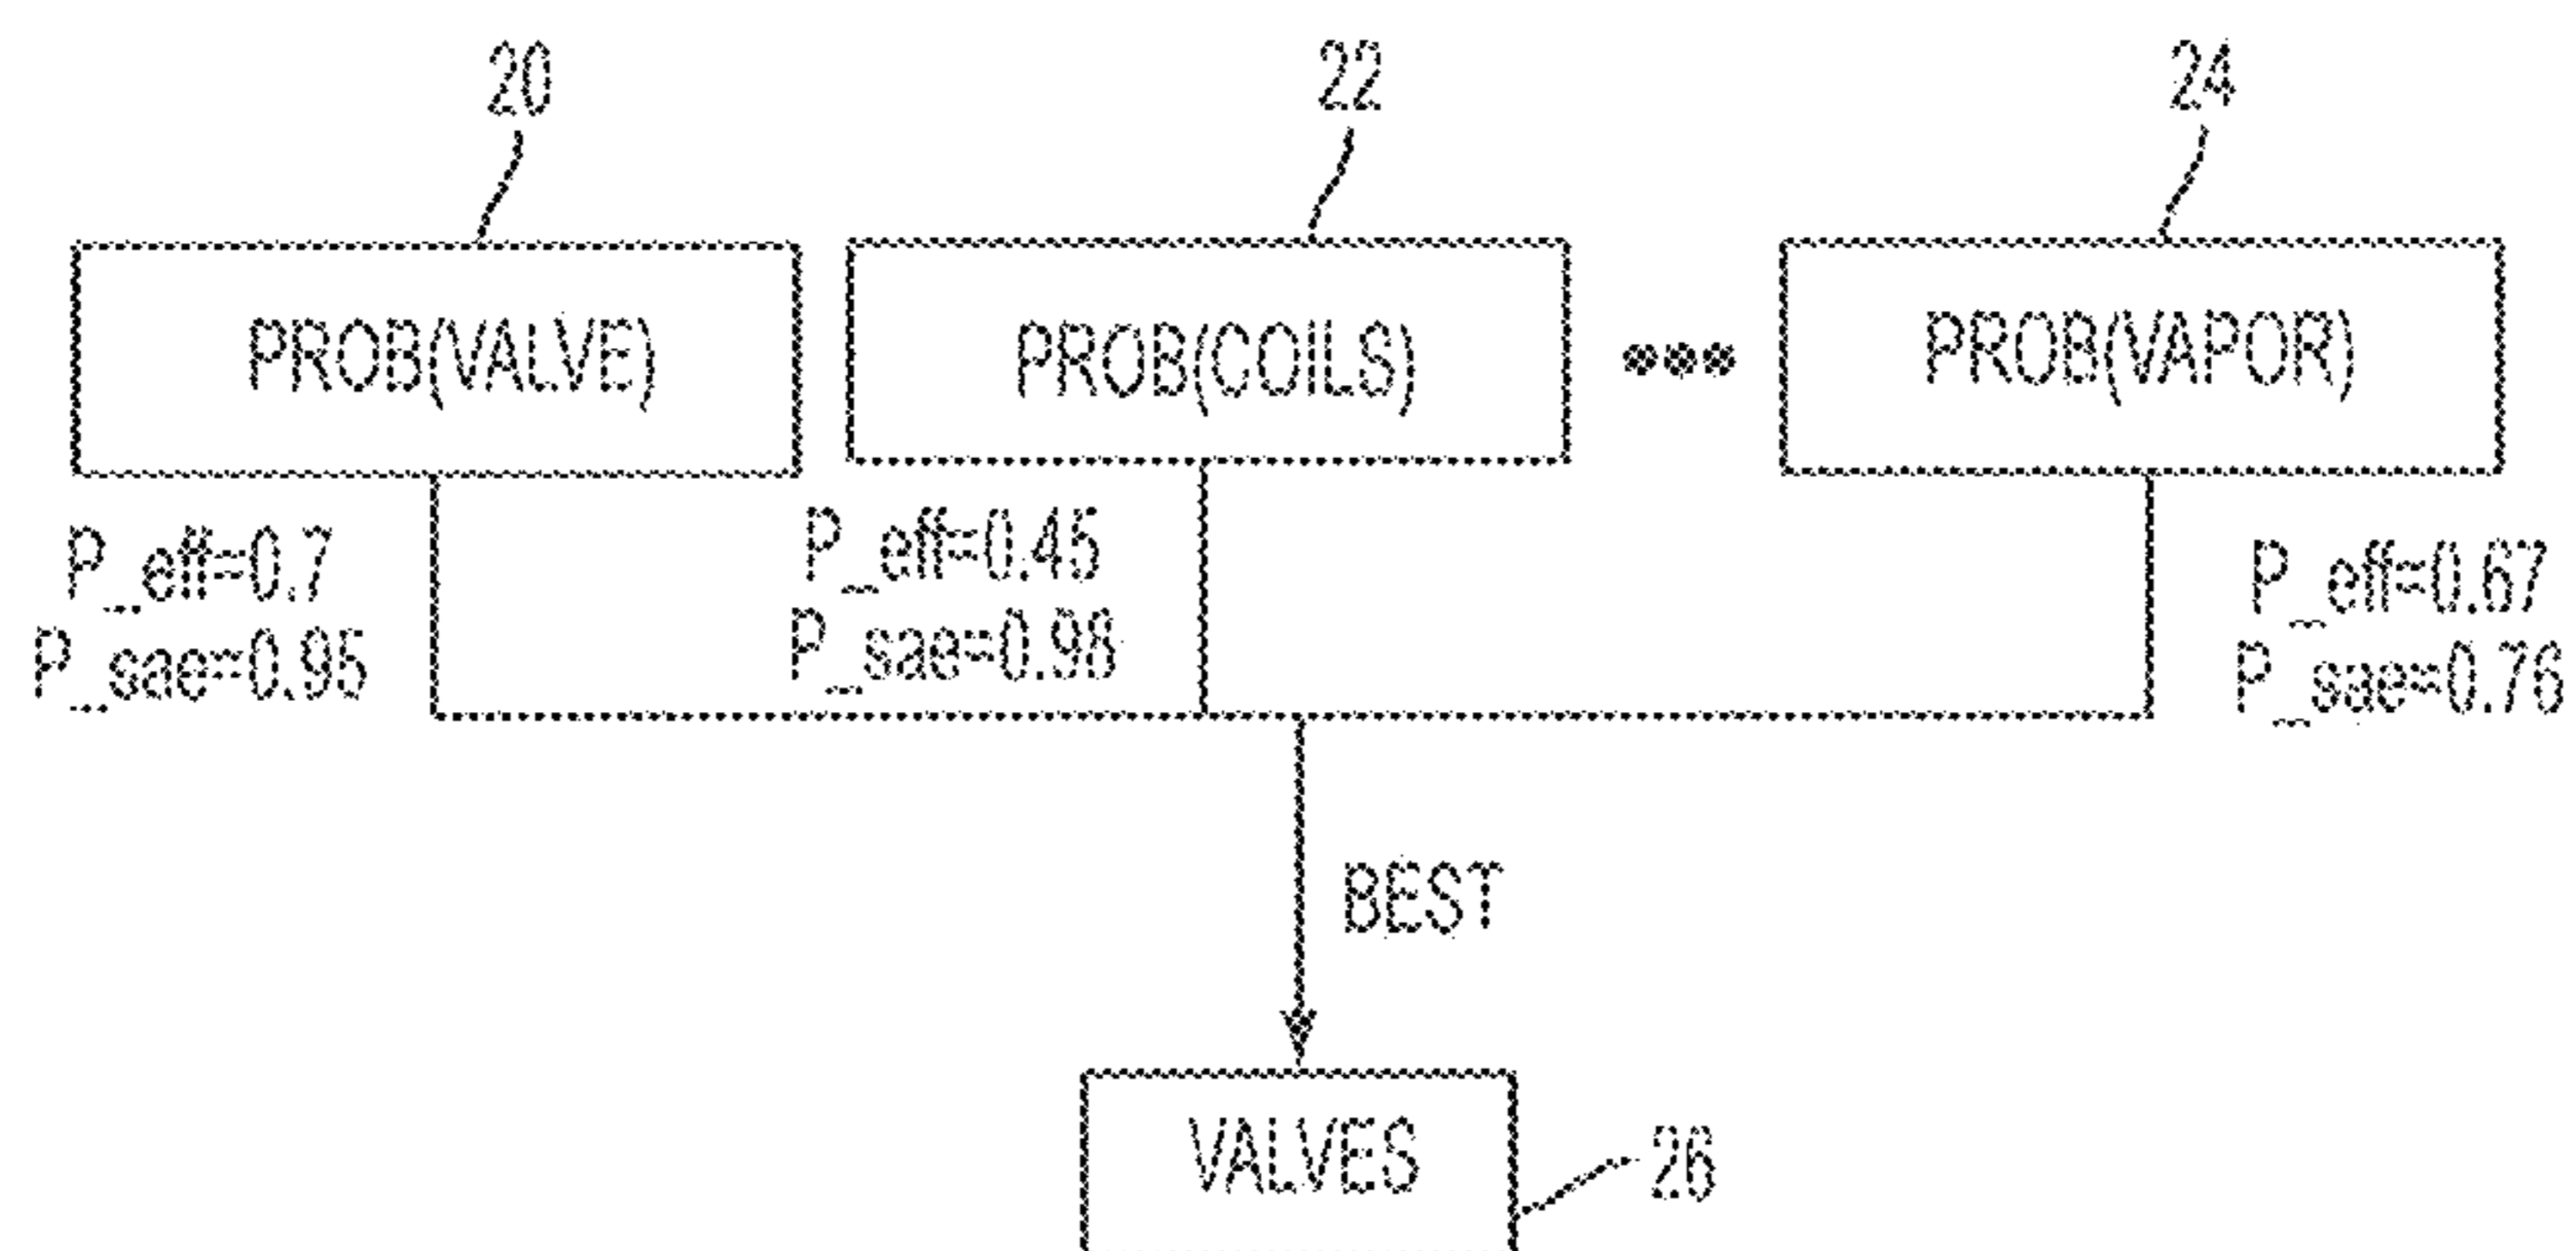 20
22
24
PROB(VALVE)
PROB(COILS)
PROB(VAPOR)
P_eff=0.7
P_sae=0.95
P_eff=0.45
P_sae=0.98
P_eff=0.67
P_sae=0.76
BEST
VALVES
26